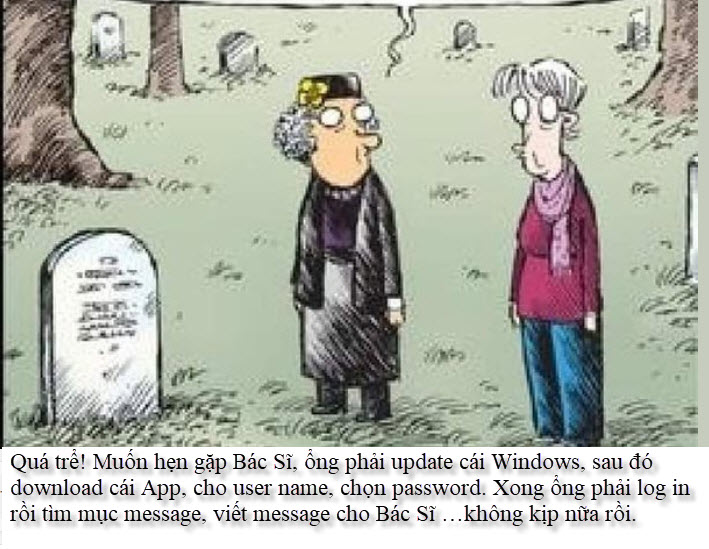 Quá trể! Muốn hẹn gặp Bác Sĩ, ổng phải update cái Windows, sau đó
download cái App, cho user name, chọn password. Xong ổng phải log in
rồi tìm mục message, viết message cho Bác Sĩ …không kịp nữa rồi.